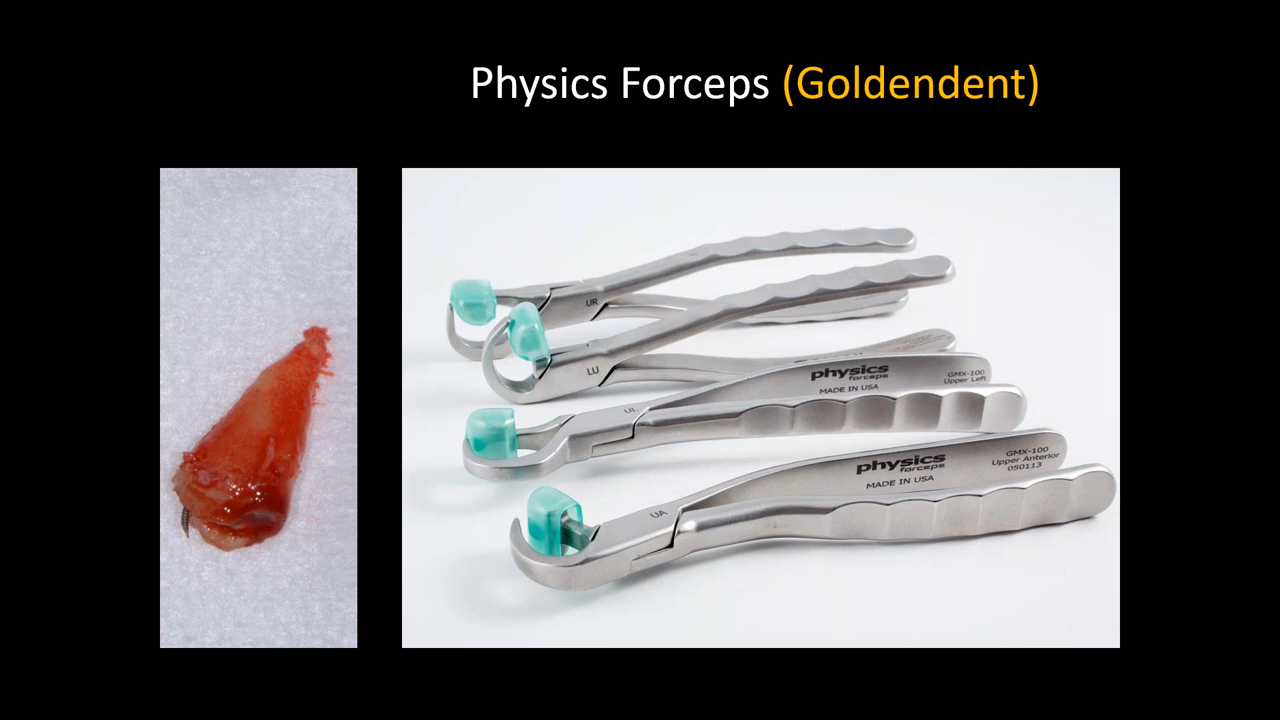 Physics Forceps (Goldendent)
UR
LU
UL
physics
forceps
MADE IN USA
GMX-100
Upper Left
physics
forceps
MADE IN USA
GMX-100
Upper Anterior
050113
UA